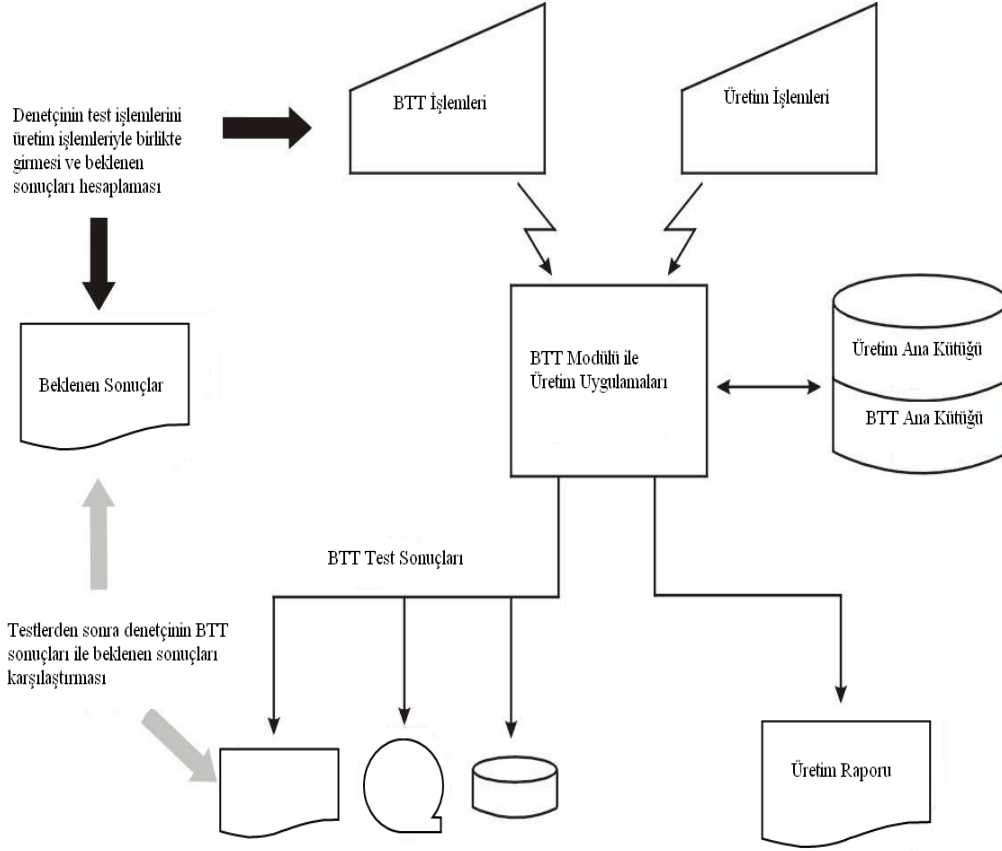 BTT İşlemleri
Üretim İşlemleri
Denetçinin test işlemlerini
üretim işlemleriyle birlikte
girmesi ve beklenen
sonuçları hesaplaması
Beklenen Sonuçlar
BTT Modülü ile
Üretim Uygulamaları
Üretim Ana Kütüğü
BTT Ana Kütüğü
BTT Test Sonuçları
Testlerden sonra denetçinin BTT
sonuçları ile beklenen sonuçları
karşılaştırması
Üretim Raporu